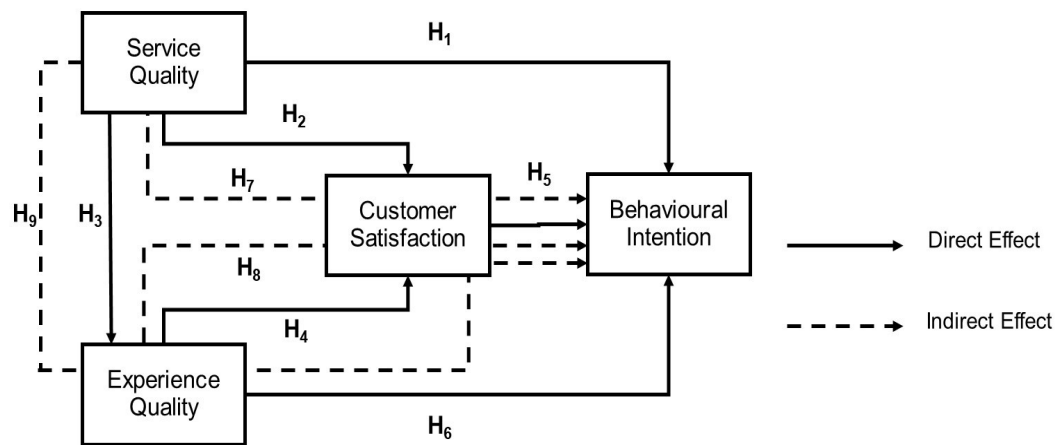 Service
Quality
H1
H2
H7
H5
H9
H3
Customer
Satisfaction
Behavioural
Intention
Direct Effect
H8
H4
Indirect Effect
Experience
Quality
H6